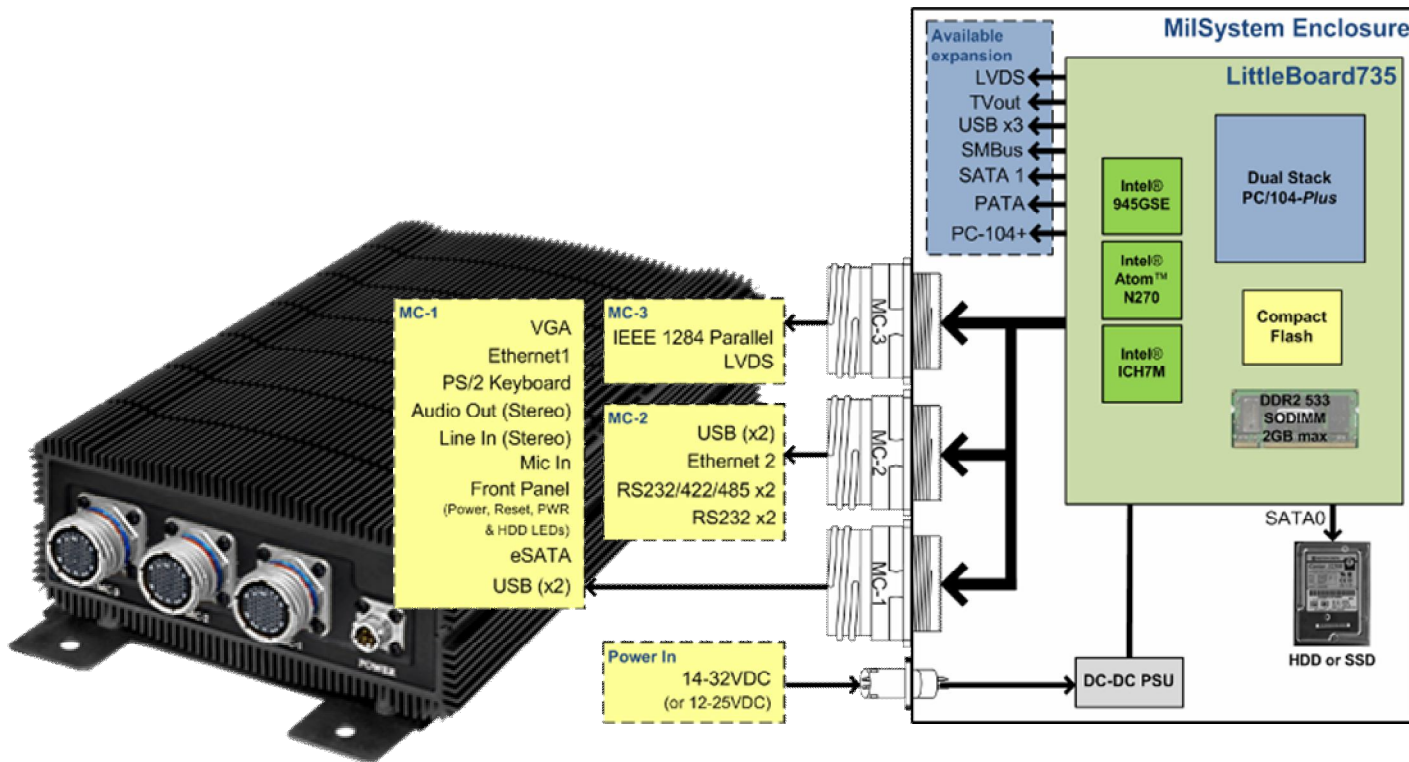 MilSystem Enclosure
Available
expansion
LVDS
TVout
USB x3
SMBus
SATA 1
PATA
PC-104+
LittleBoard735
Intel®
945GSE
Intel®
Atom™
N270
Intel®
ICH7M
Dual Stack
PC/104-Plus
Compact
Flash
DDR2 533
SODIMM
2GB max
MC-1
VGA
Ethernet1
PS/2 Keyboard
Audio Out (Stereo)
Line In (Stereo)
Mic In
Front Panel
(Power, Reset, PWR
& HDD LEDs)
eSATA
USB (x2)
MC-3
IEEE 1284 Parallel
LVDS
MC-2
USB (x2)
Ethernet 2
RS232/422/485 x2
RS232 x2
MC-3
MC-2
MC-1
Power In
14-32VDC
(or 12-25VDC)
DC-DC PSU
SATA0
HDD or SSD
POWER